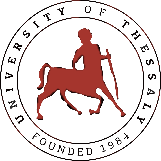 UNIVERSITY OF THESSALY
FOUNDED 1984